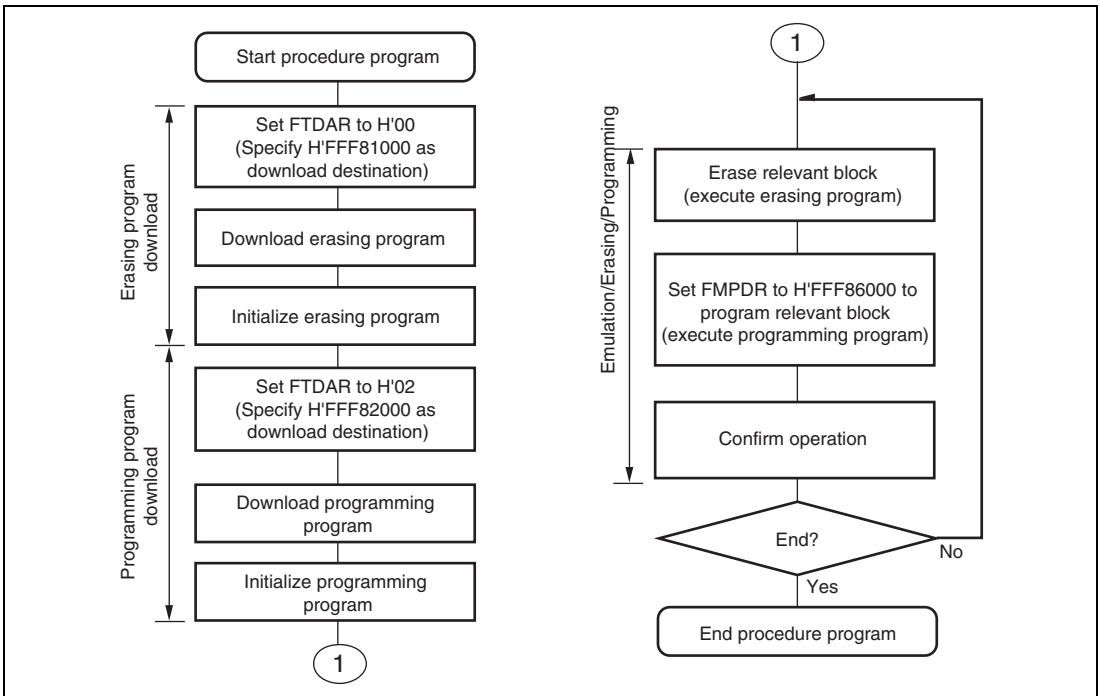 Start procedure program
Erasing program
download
Set FTDAR to H'00
(Specify H'FFF81000 as
download destination)
Download erasing program
Initialize erasing program
Programming program
download
Set FTDAR to H'02
(Specify H'FFF82000 as
download destination)
Download programming
program
Initialize programming
program
1
1
Emulation/Erasing/Programming
Erase relevant block
(execute erasing program)
Set FMPDR to H'FFF86000 to
program relevant block
(execute programming program)
Confirm operation
End?
No
Yes
End procedure program